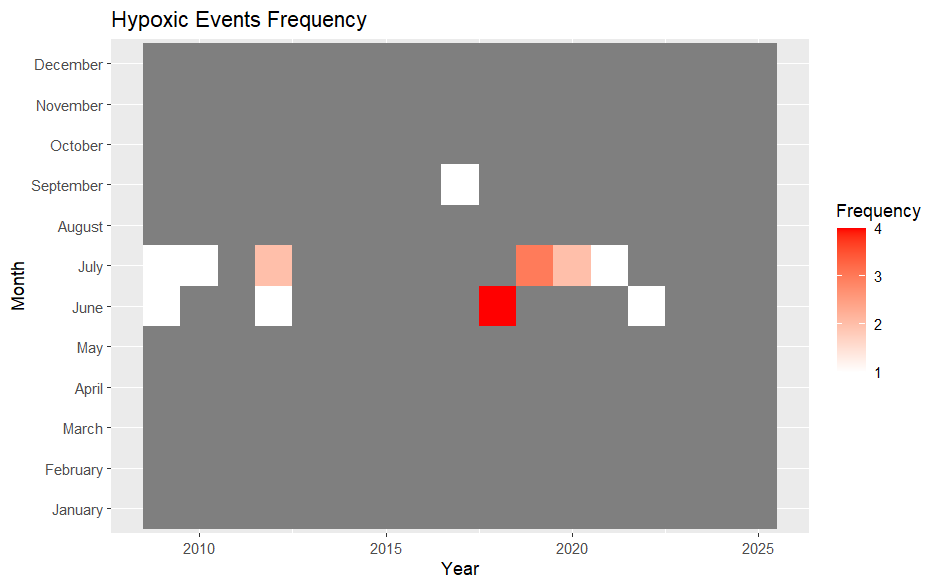 Hypoxic Events Frequency
December
November
October
September
August
July
June
May
April
March
February
January
Month
2010
2015
2020
2025
Year
Frequency
4
3
2
1